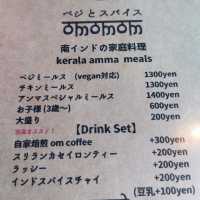 ベジとスパイス
omomom
南インドの家庭料理
kerala amma meals
ベジミールス (vegan対応) 1300yen
チキンミールス 1300yen
アンマスペシャルミールス 1400yen
お子様(3歳〜) 600yen
大盛り 200yen
【Drink Set】
自家焙煎 om coffee +300yen
スリランカセイロンティー +200yen
ラッシー +200yen
インドスパイスチャイ +200yen
(豆乳+100yen)